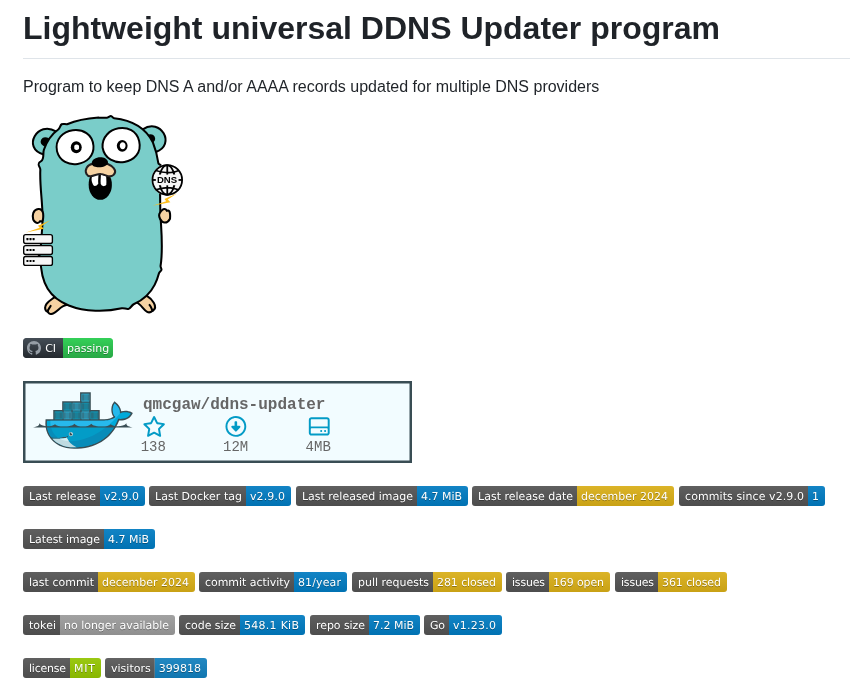 Lightweight universal DDNS Updater program
Program to keep DNS A and/or AAAA records updated for multiple DNS providers
DNS
CI passing
qmcgaw/ddns-updater
138 12M 4MB
Last release v2.9.0 Last Docker tag v2.9.0 Last released image 4.7 MiB Last release date december 2024 commits since v2.9.0 1
Latest image 4.7 MiB
last commit december 2024 commit activity 81/year pull requests 281 closed issues 169 open issues 361 closed
tokei no longer available code size 548.1 KiB repo size 7.2 MiB Go v1.23.0
license MIT visitors 399818